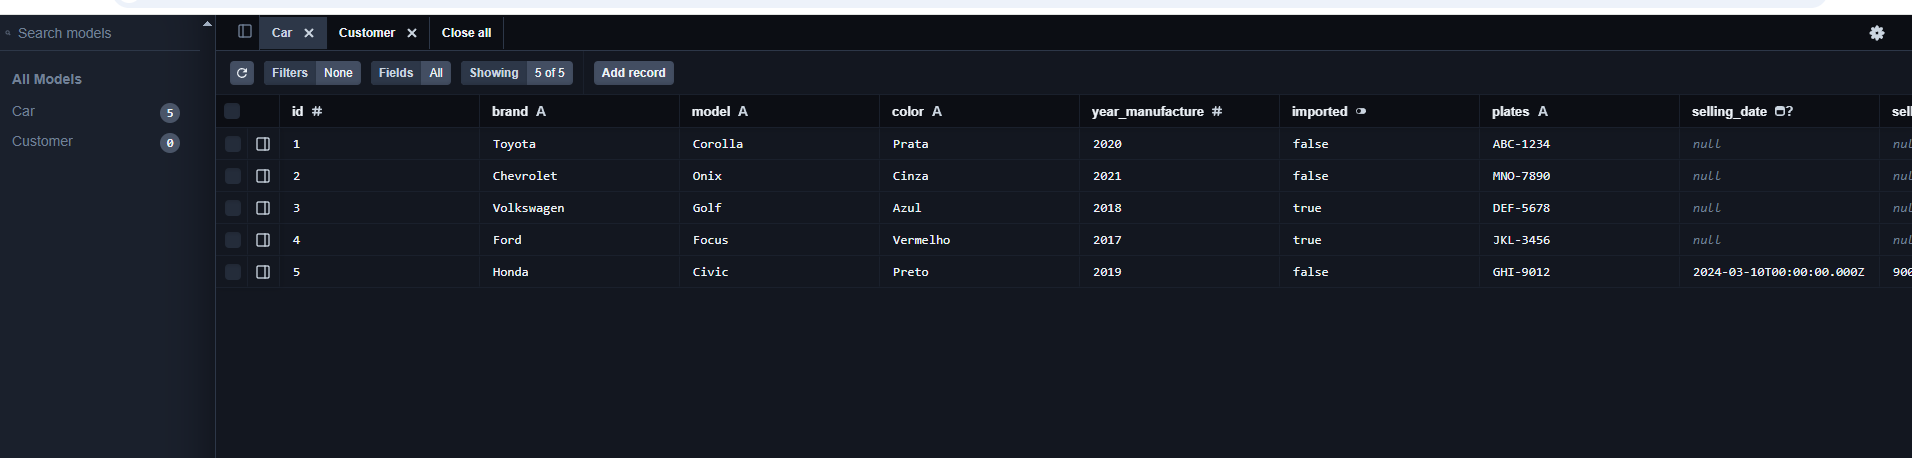 Search models
Car
Customer
Close all
Filters None
Fields All
Showing 5 of 5
Add record
All Models
Car 5
Customer 0
id # brand A model A color A year_manufacture # imported plates A selling_date ? sell
1 Toyota Corolla Prata 2020 false ABC-1234 null nul
2 Chevrolet Onix Cinza 2021 false MNO-7890 null nul
3 Volkswagen Golf Azul 2018 true DEF-5678 null nul
4 Ford Focus Vermelho 2017 true JKL-3456 null nul
5 Honda Civic Preto 2019 false GHI-9012 2024-03-10T00:00:00.000Z 900